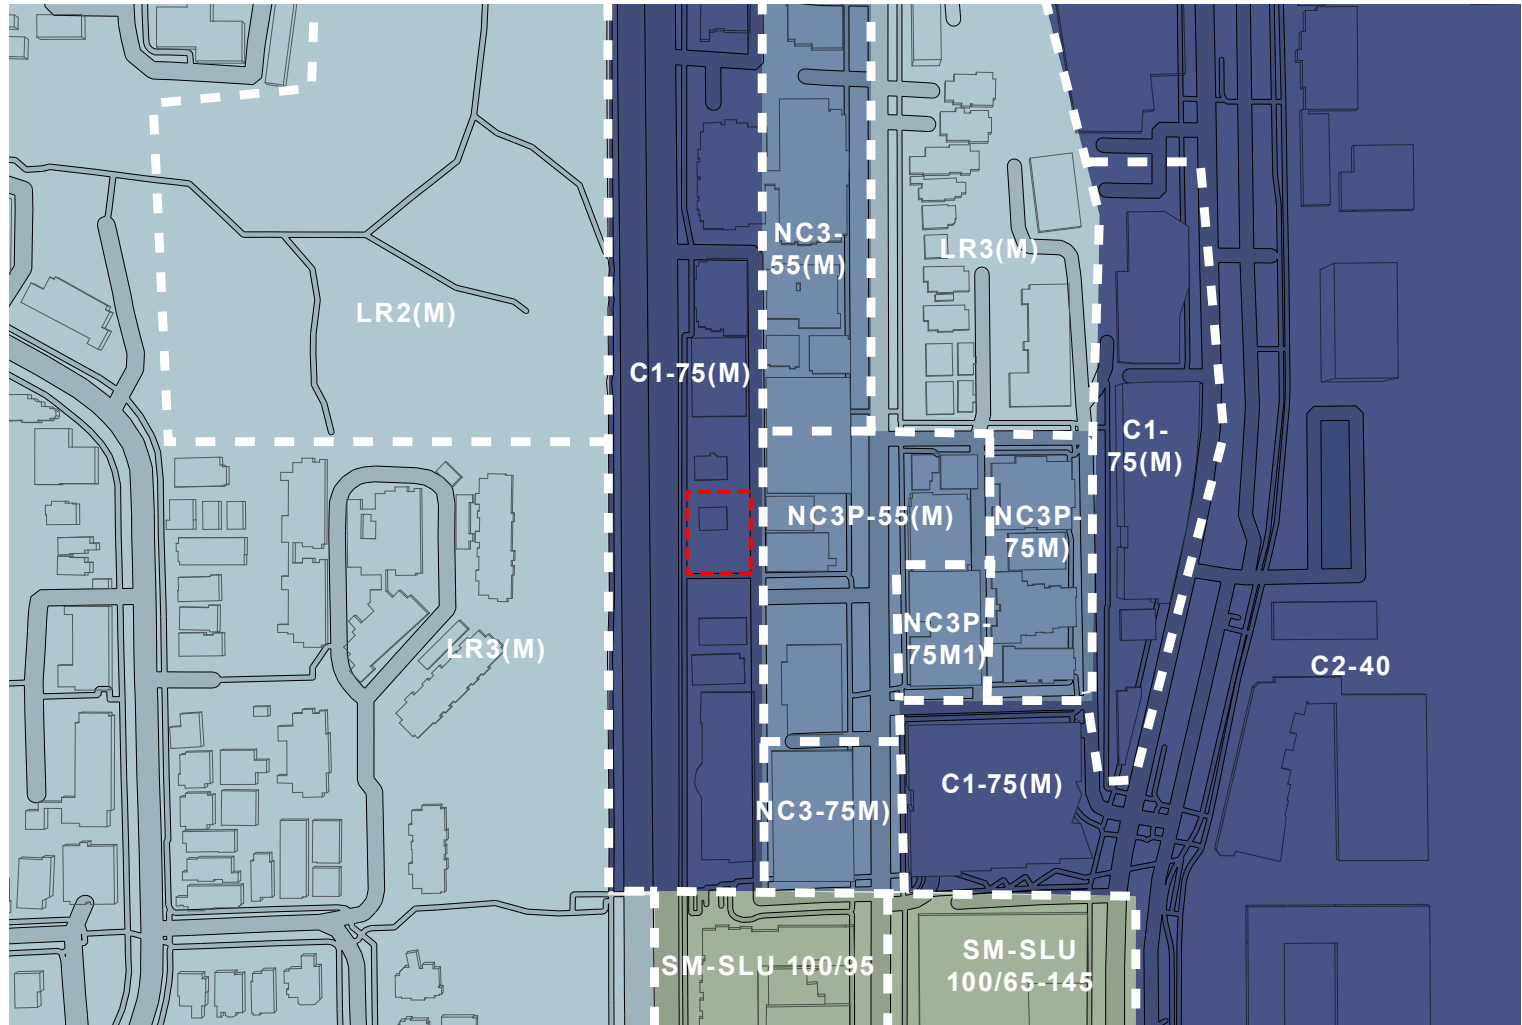 NC3-
55(M)
LR3(M)
LR2(M)
C1-75(M)
C1-
75(M)
NC3P-55(M)
NC3P-
75M)
NC3P-
75M1)
LR3(M)
C2-40
C1-75(M)
NC3-75M)
SM-SLU 100/95
SM-SLU
100/65-145